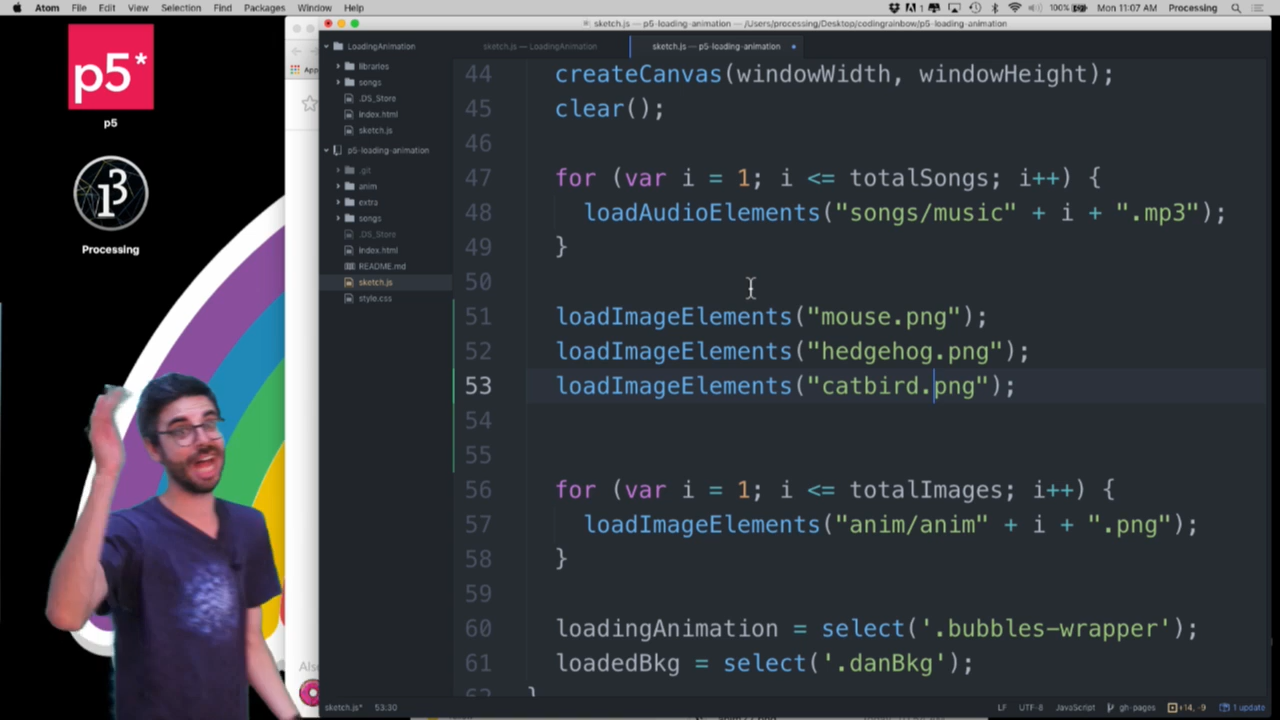 Atom File Edit View Selection Find Packages Window Help
1 100% Mon 11:07 AM Processing
sketch.js — p5-loading-animation — /Users/processing/Desktop/codingrainbow/p5-loading-animation
p5*
p5
Processing
App
Also
LoadingAnimation
libraries
songs
.DS_Store
index.html
sketch.js
p5-loading-animation
.git
anim
extra
songs
.DS_Store
index.html
README.md
sketch.js
style.css
sketch.js — LoadingAnimation
sketch.js — p5-loading-animation
44 createCanvas(windowWidth, windowHeight);
45 clear();
46
47 for (var i = 1; i <= totalSongs; i++) {
48 loadAudioElements("songs/music" + i + ".mp3");
49 }
50
51 loadImageElements("mouse.png");
52 loadImageElements("hedgehog.png");
53 loadImageElements("catbird.png");
54
55
56 for (var i = 1; i <= totalImages; i++) {
57 loadImageElements("anim/anim" + i + ".png");
58 }
59
60 loadingAnimation = select('.bubbles-wrapper');
61 loadedBkg = select('.danBkg');
62 }
sketch.js* 53:30 LF UTF-8 JavaScript gh-pages +14, -9 1 update